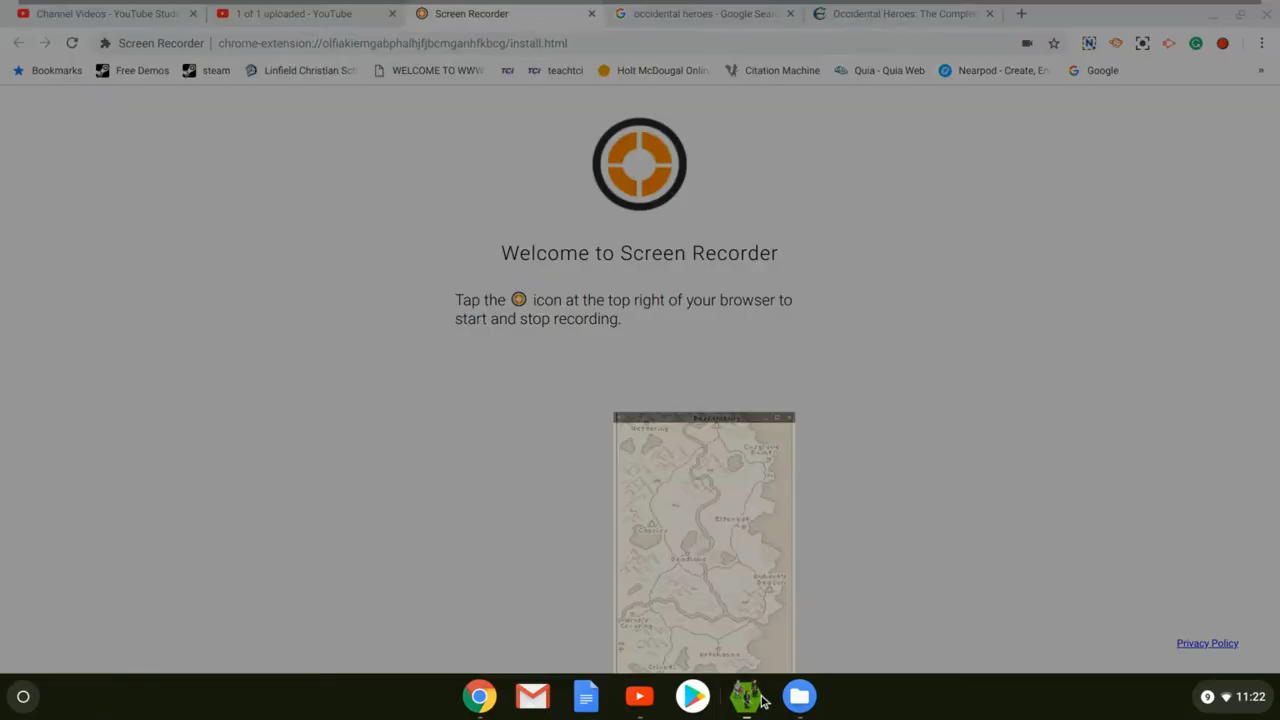 Channel Videos - YouTube Studi
1 of 1 uploaded - YouTube
Screen Recorder
occidental heroes - Google Sear
Occidental Heroes: The Comple
Screen Recorder
chrome-extension://olfiakiemgabphalhjfjbcmganhfkbcg/install.html
Bookmarks
Free Demos
steam
Linfield Christian Sch
WELCOME TO WWW
TCI
TCI
teachtci
Holt McDougal Onlin
Citation Machine
Quia - Quia Web
Nearpod - Create, En
Google
»
Welcome to Screen Recorder
Tap the icon at the top right of your browser to
start and stop recording.
Privacy Policy
9
11:22